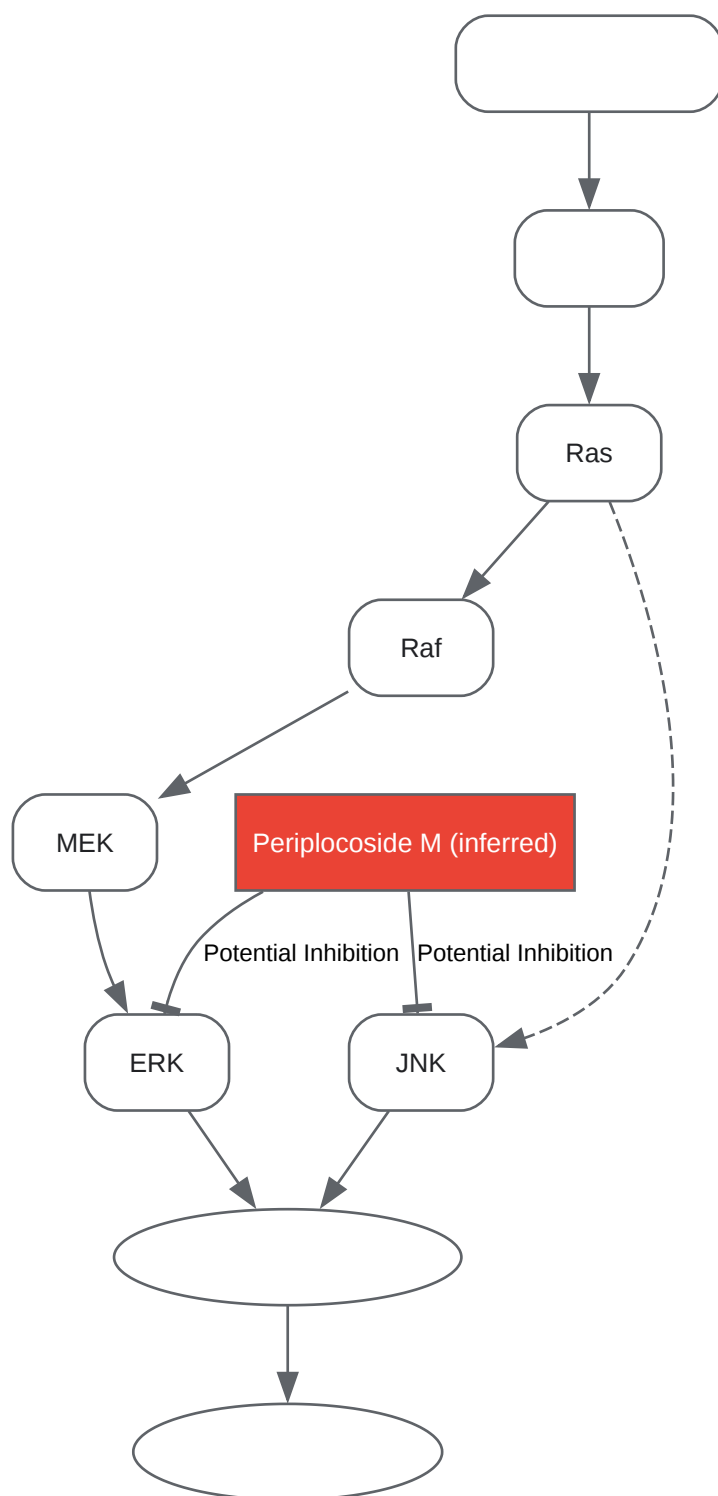 Ras
Raf
MEK
Periplocoside M (inferred)
Potential Inhibition
Potential Inhibition
ERK
JNK